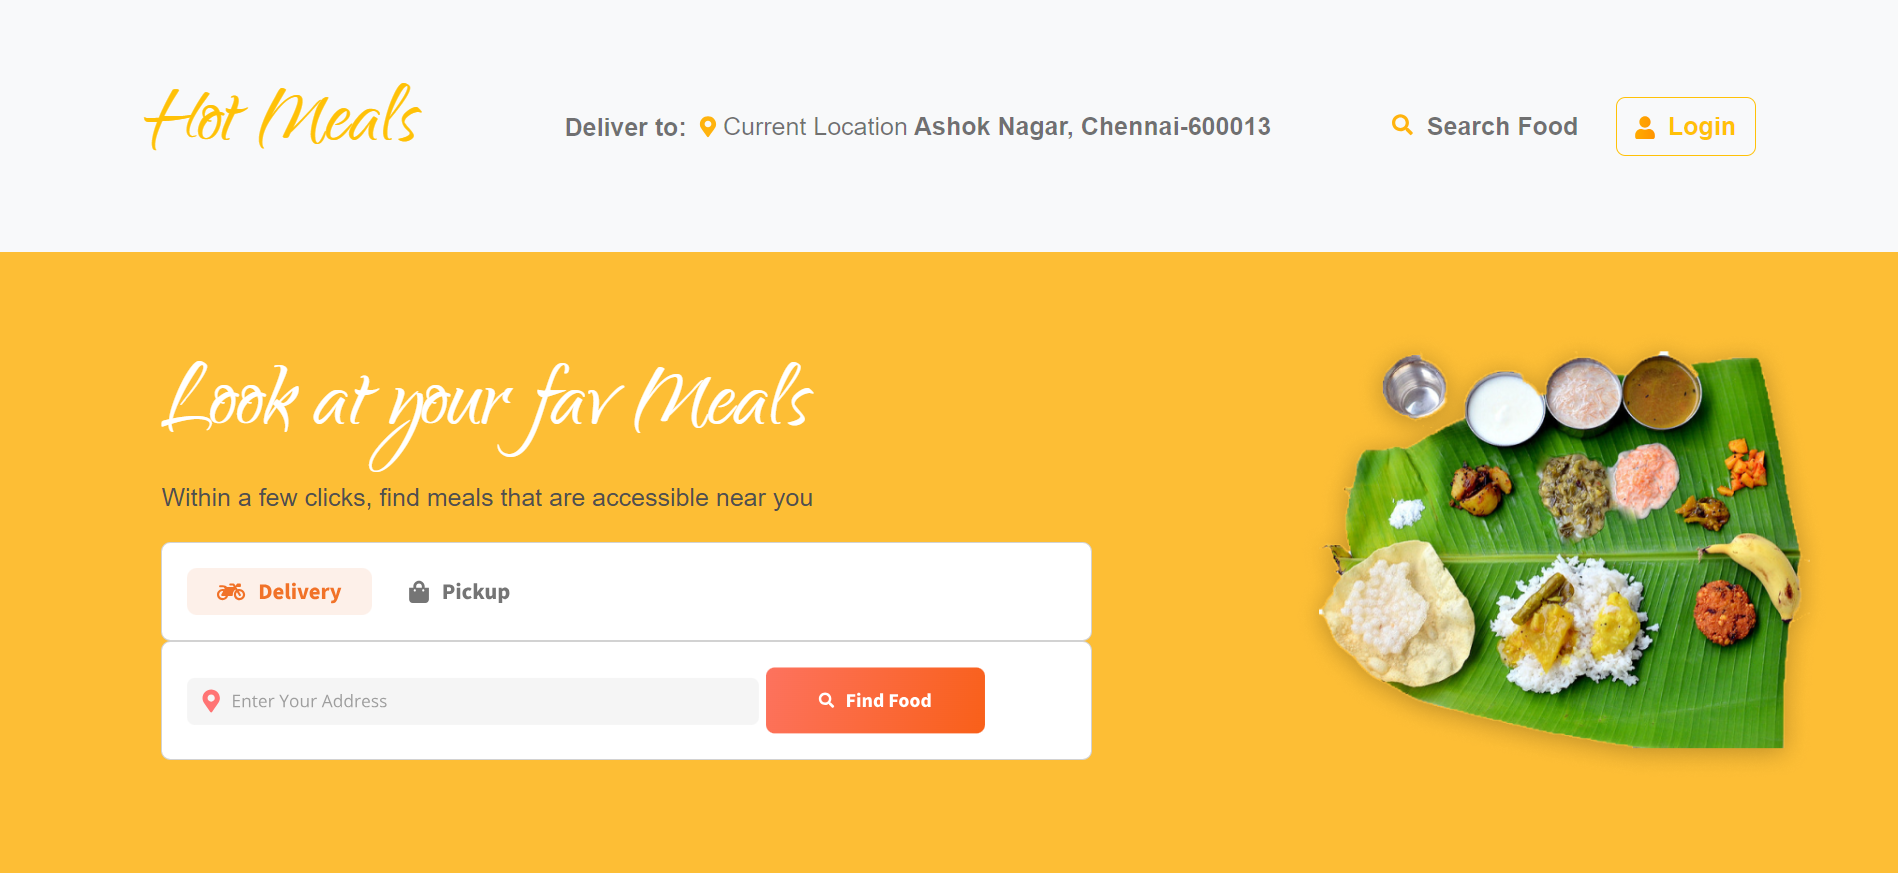 Hot Meals
Deliver to: Current Location Ashok Nagar, Chennai-600013
Search Food
Login
Look at your fav Meals
Within a few clicks, find meals that are accessible near you
Delivery
Pickup
Enter Your Address
Find Food